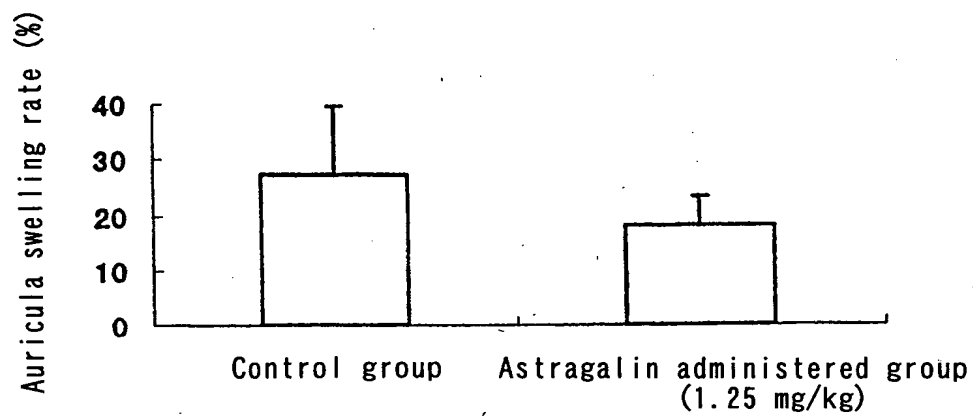 Auricula swelling rate (%)
40
30
20
10
0
Control group
Astragalin administered group
(1.25 mg/kg)